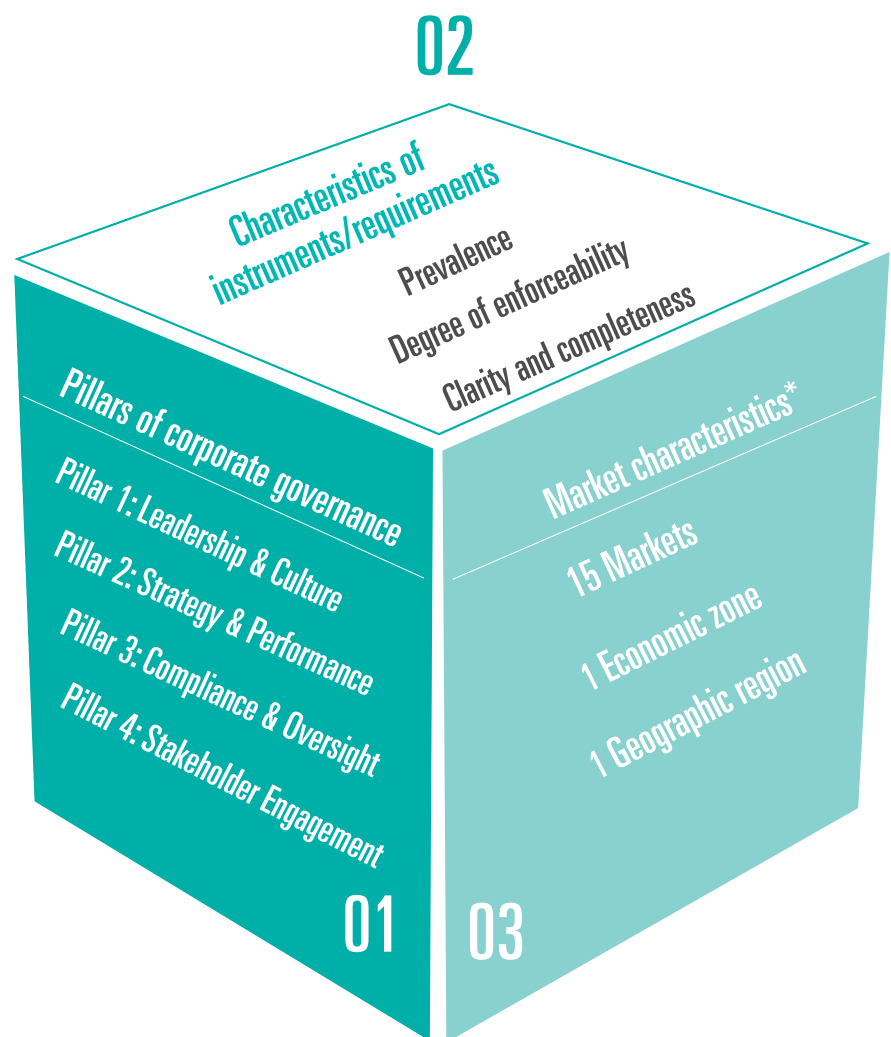 02
Characteristics of
instruments/requirements
Prevalence
Degree of enforceability
Clarity and completeness
Pillars of corporate governance
Pillar 1: Leadership & Culture
Pillar 2: Strategy & Performance
Pillar 3: Compliance & Oversight
Pillar 4: Stakeholder Engagement
01
Market characteristics*
15 Markets
1 Economic zone
1 Geographic region
03